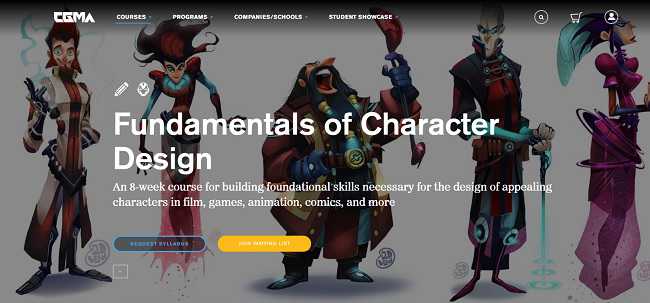 CGMA
COURSES PROGRAMS COMPANIES/SCHOOLS STUDENT SHOWCASE
Fundamentals of Character
Design
An 8-week course for building foundational skills necessary for the design of appealing
characters in film, games, animation, comics, and more
REQUEST SYLLABUS JOIN WAITING LIST